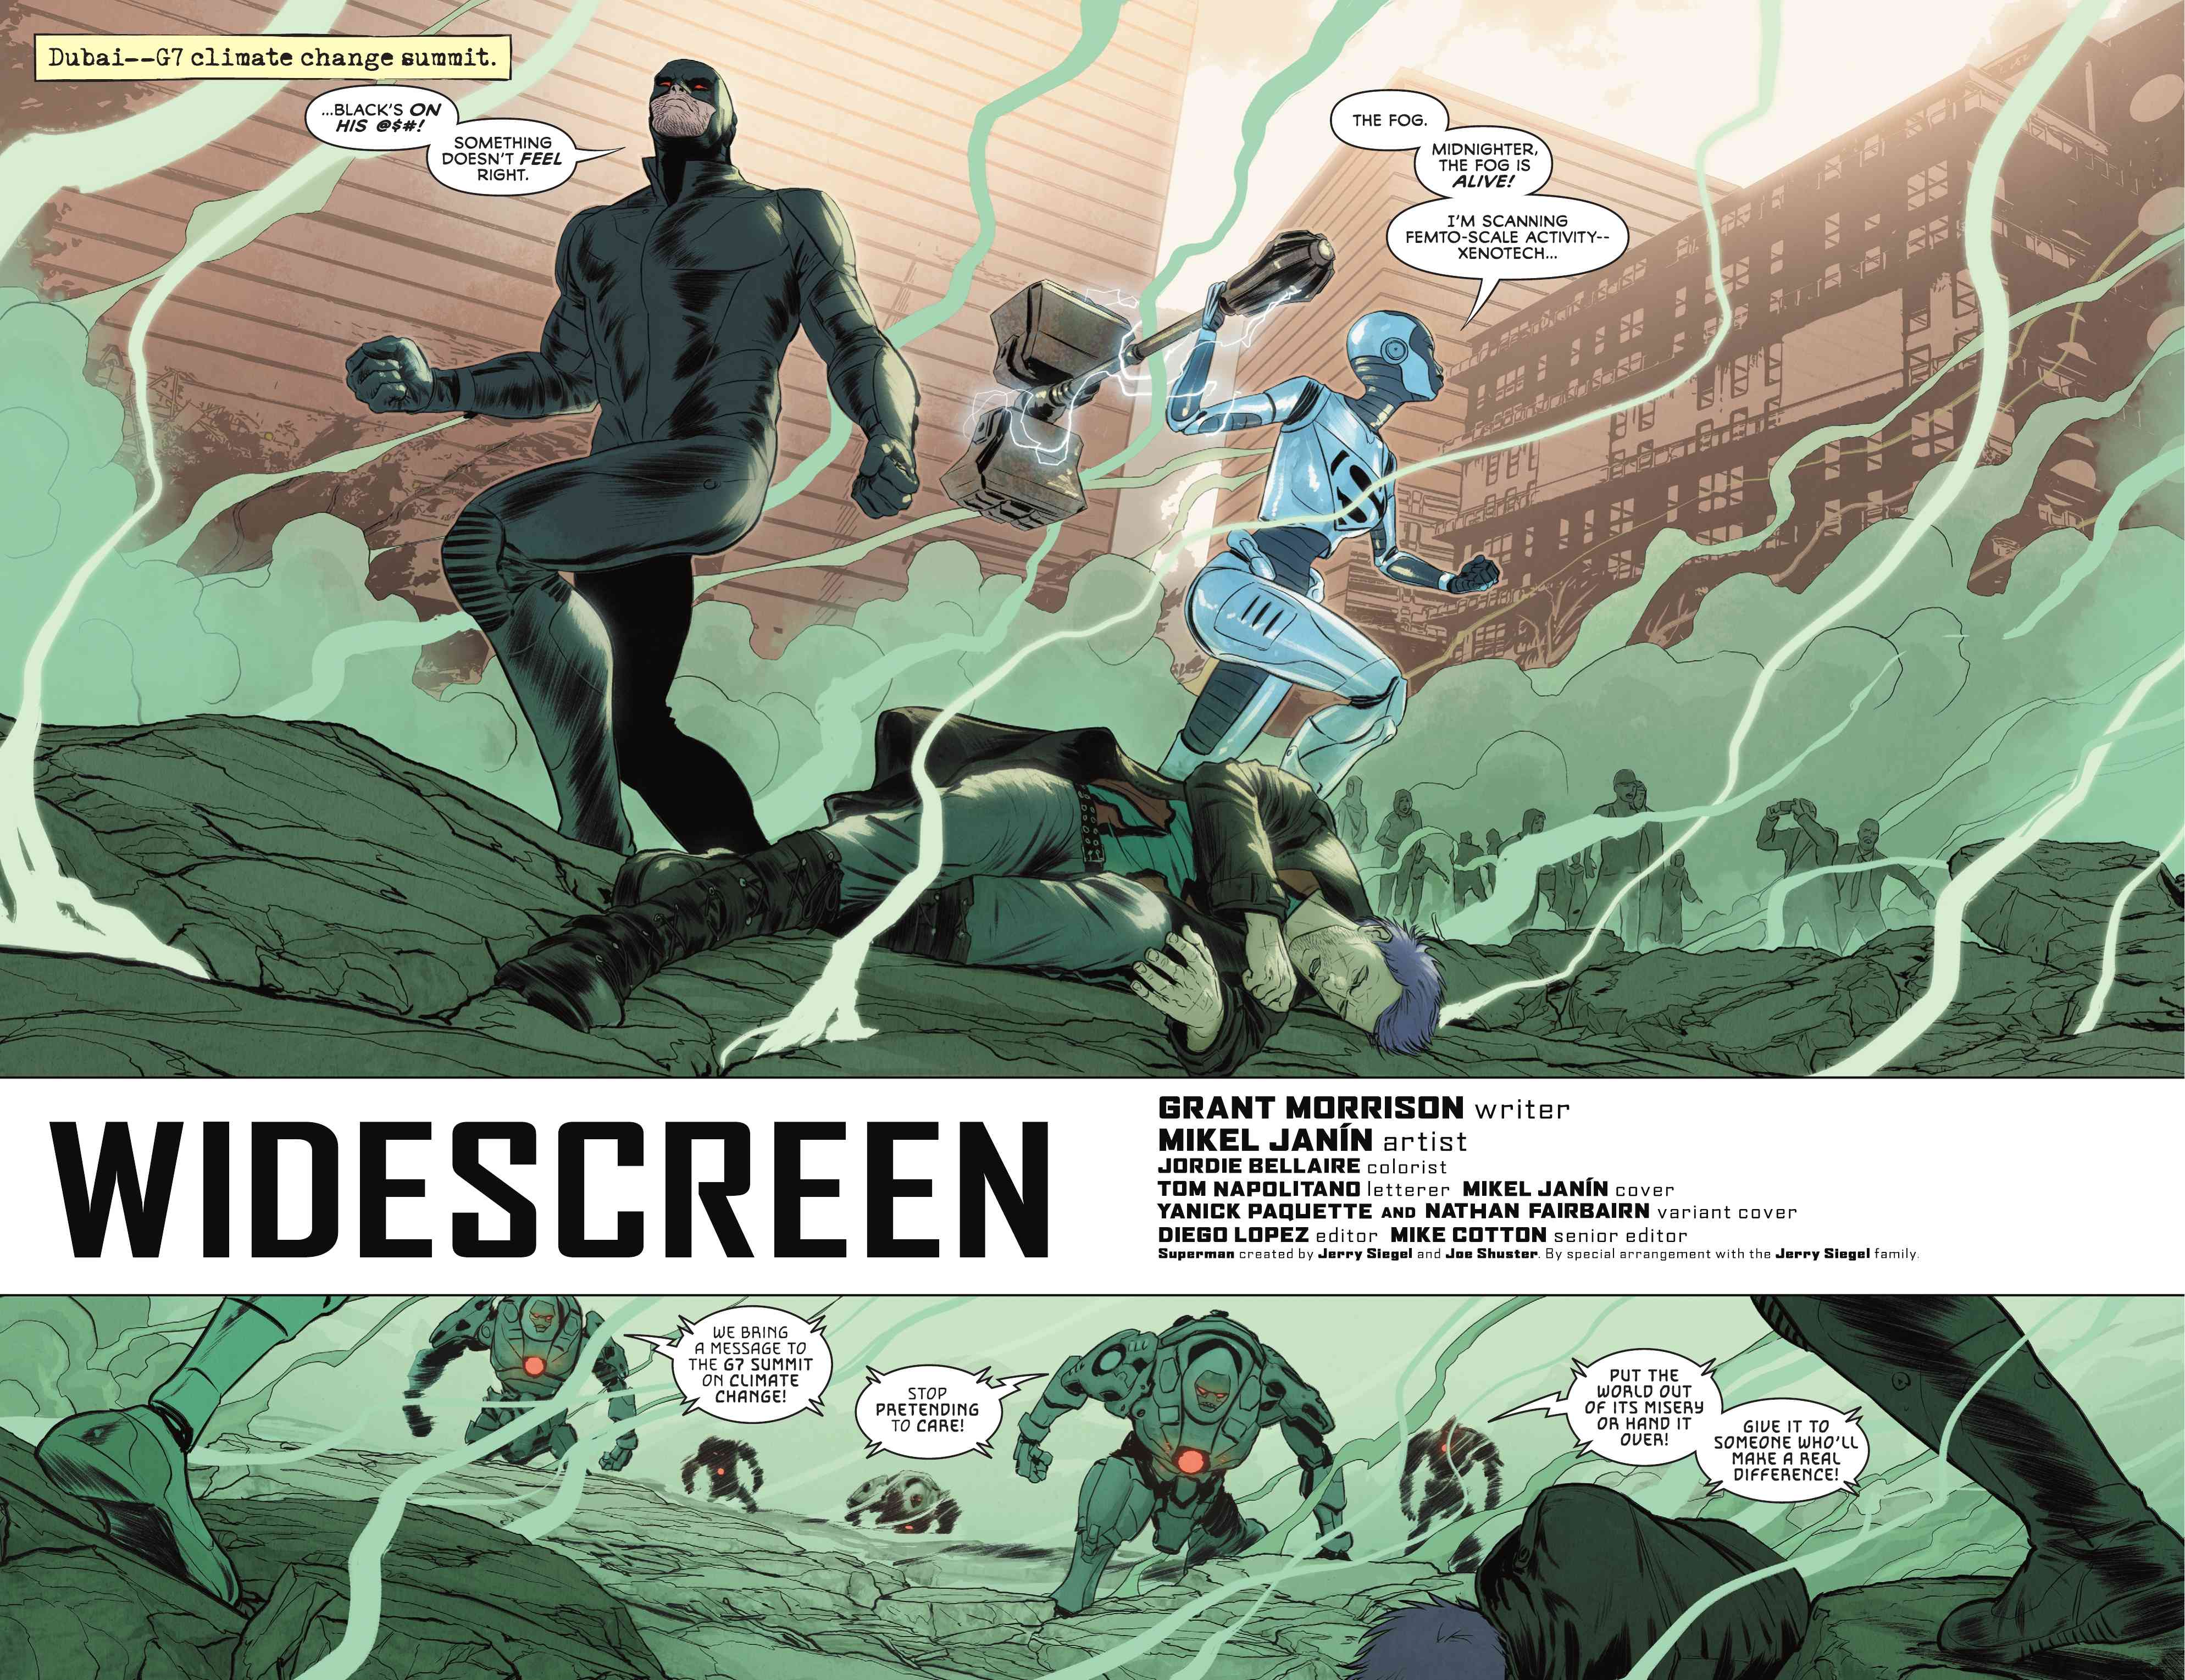 Dubai--G7 climate change summit.
...BLACK'S ON
HIS @$#!
SOMETHING
DOESN'T FEEL
RIGHT.
THE FOG.
MIDNIGHTER,
THE FOG IS
ALIVE!
I'M SCANNING
FEMTO-SCALE ACTIVITY--
XENOTECH...
WIDESCREEN
GRANT MORRISON writer
MIKEL JANÍN artist
JORDIE BELLAIRE colorist
TOM NAPOLITANO letterer MIKEL JANÍN cover
YANICK PAQUETTE AND NATHAN FAIRBAIRN variant cover
DIEGO LOPEZ editor MIKE COTTON senior editor
Superman created by Jerry Siegel and Joe Shuster. By special arrangement with the Jerry Siegel family.
WE BRING
A MESSAGE TO
THE G7 SUMMIT
ON CLIMATE
CHANGE!
STOP
PRETENDING
TO CARE!
PUT THE
WORLD OUT
OF ITS MISERY
OR HAND IT
OVER!
GIVE IT TO
SOMEONE WHO'LL
MAKE A REAL
DIFFERENCE!